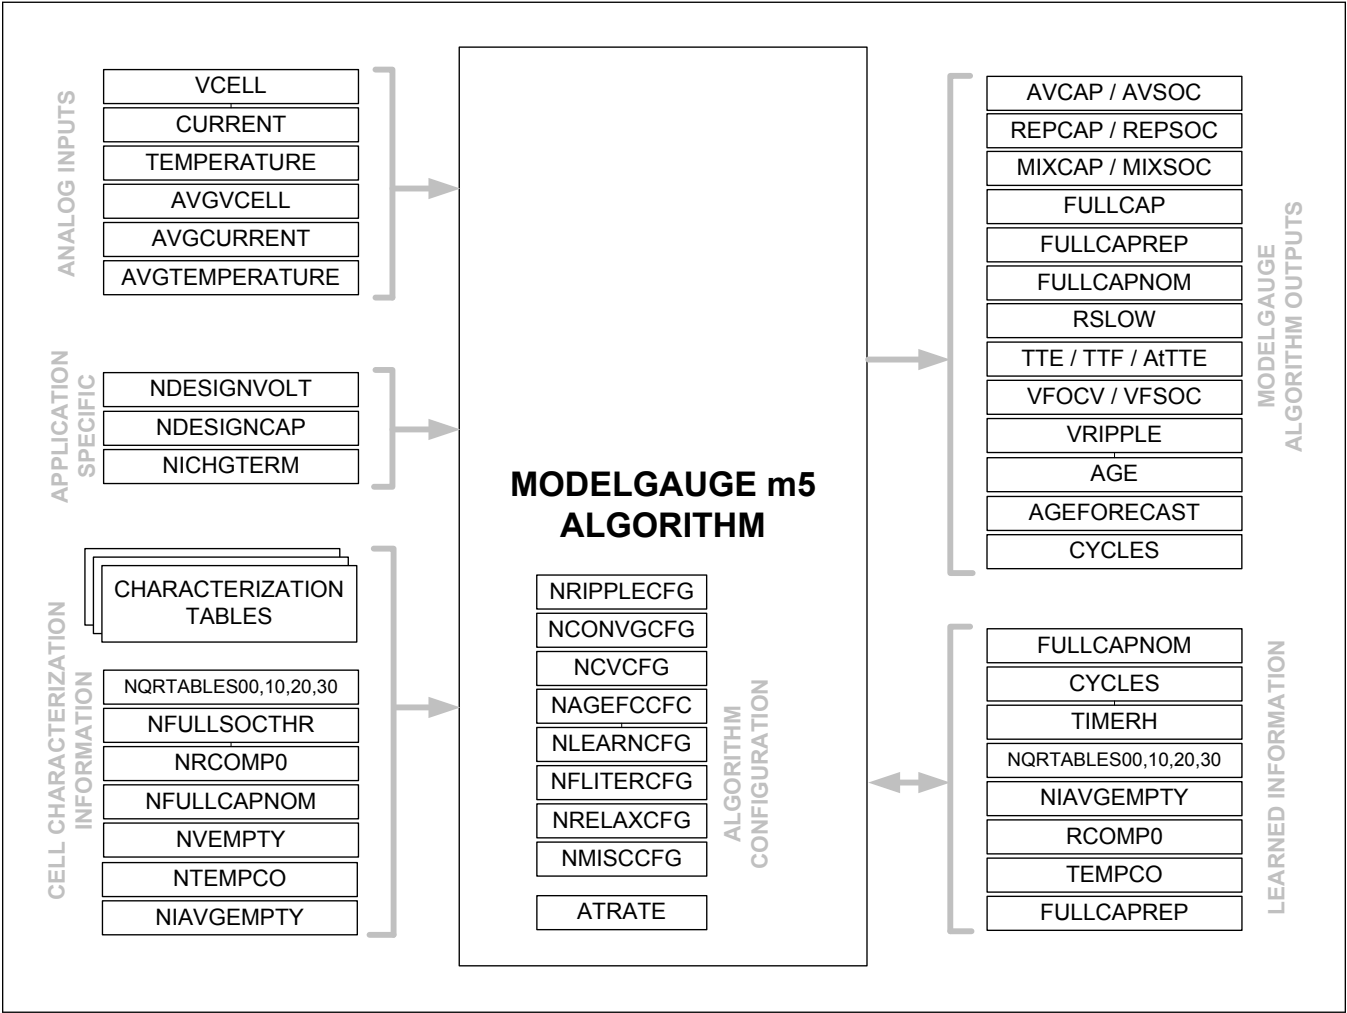 ANALOG INPUTS
VCELL
CURRENT
TEMPERATURE
AVGVCELL
AVGCURRENT
AVGTEMPERATURE
APPLICATION
SPECIFIC
NDESIGNVOLT
NDESIGNCAP
NICHGTERM
CELL CHARACTERIZATION
INFORMATION
CHARACTERIZATION
TABLES
NQRTABLES00,10,20,30
NFULLSOCTHR
NRCOMP0
NFULLCAPNOM
NVEMPTY
NTEMPCO
NIAVGEMPTY
MODELGAUGE m5
ALGORITHM
NRIPPLECFG
NCONVGCFG
NCVCFG
NAGEFCCFC
NLEARNCFG
NFLITERCFG
NRELAXCFG
NMISCCFG
ATRATE
ALGORITHM
CONFIGURATION
AVCAP / AVSOC
REPCAP / REPSOC
MIXCAP / MIXSOC
FULLCAP
FULLCAPREP
FULLCAPNOM
RSLOW
TTE / TTF / AtTTE
VFOCV / VFSOC
VRIPPLE
AGE
AGEFORECAST
CYCLES
MODELGAUGE
ALGORITHM OUTPUTS
FULLCAPNOM
CYCLES
TIMERH
NQRTABLES00,10,20,30
NIAVGEMPTY
RCOMP0
TEMPCO
FULLCAPREP
LEARNED INFORMATION